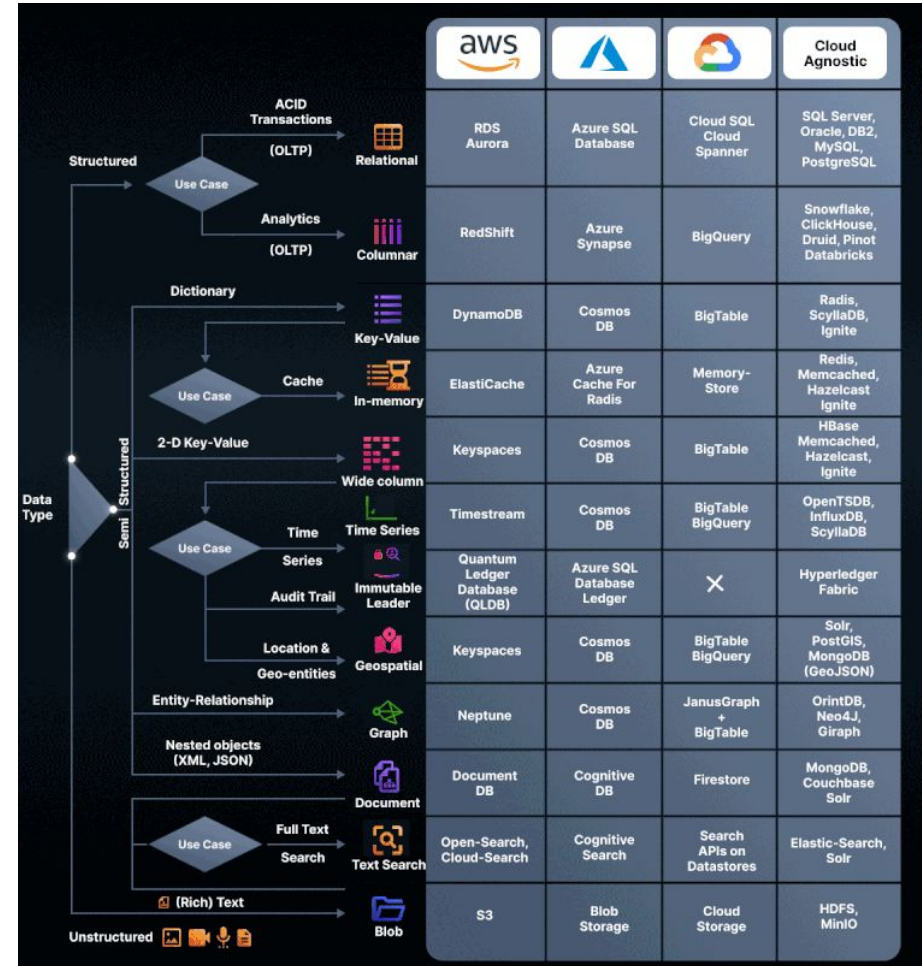 aws
Cloud
Agnostic
ACID
Transactions
(OLTP)
Relational
RDS
Aurora
Azure SQL
Database
Cloud SQL
Cloud
Spanner
SQL Server,
Oracle, DB2,
MySQL,
PostgreSQL
Structured
Use Case
Analytics
(OLTP)
Columnar
RedShift
Azure
Synapse
BigQuery
Snowflake,
ClickHouse,
Druid, Pinot
Databricks
Dictionary
Key-Value
DynamoDB
Cosmos
DB
BigTable
Radis,
ScyllaDB,
Ignite
Use Case
Cache
In-memory
ElastiCache
Azure
Cache For
Radis
Memory-
Store
Redis,
Memcached,
Hazelcast
Ignite
2-D Key-Value
Wide column
Keyspaces
Cosmos
DB
BigTable
HBase
Memcached,
Hazelcast,
Ignite
Data
Type
Semi Structured
Use Case
Time
Series
Time Series
Timestream
Cosmos
DB
BigTable
BigQuery
OpenTSDB,
InfluxDB,
ScyllaDB
Audit Trail
Immutable
Leader
Quantum
Ledger
Database
(QLDB)
Azure SQL
Database
Ledger
Hyperledger
Fabric
Location &
Geo-entities
Geospatial
Keyspaces
Cosmos
DB
BigTable
BigQuery
Solr,
PostGIS,
MongoDB
(GeoJSON)
Entity-Relationship
Graph
Neptune
Cosmos
DB
JanusGraph
+
BigTable
OrintDB,
Neo4J,
Giraph
Nested objects
(XML, JSON)
Document
Document
DB
Cognitive
DB
Firestore
MongoDB,
Couchbase
Solr
Use Case
Full Text
Search
Text Search
Open-Search,
Cloud-Search
Cognitive
Search
Search
APIs on
Datastores
Elastic-Search,
Solr
(Rich) Text
Blob
S3
Blob
Storage
Cloud
Storage
HDFS,
MinIO
Unstructured